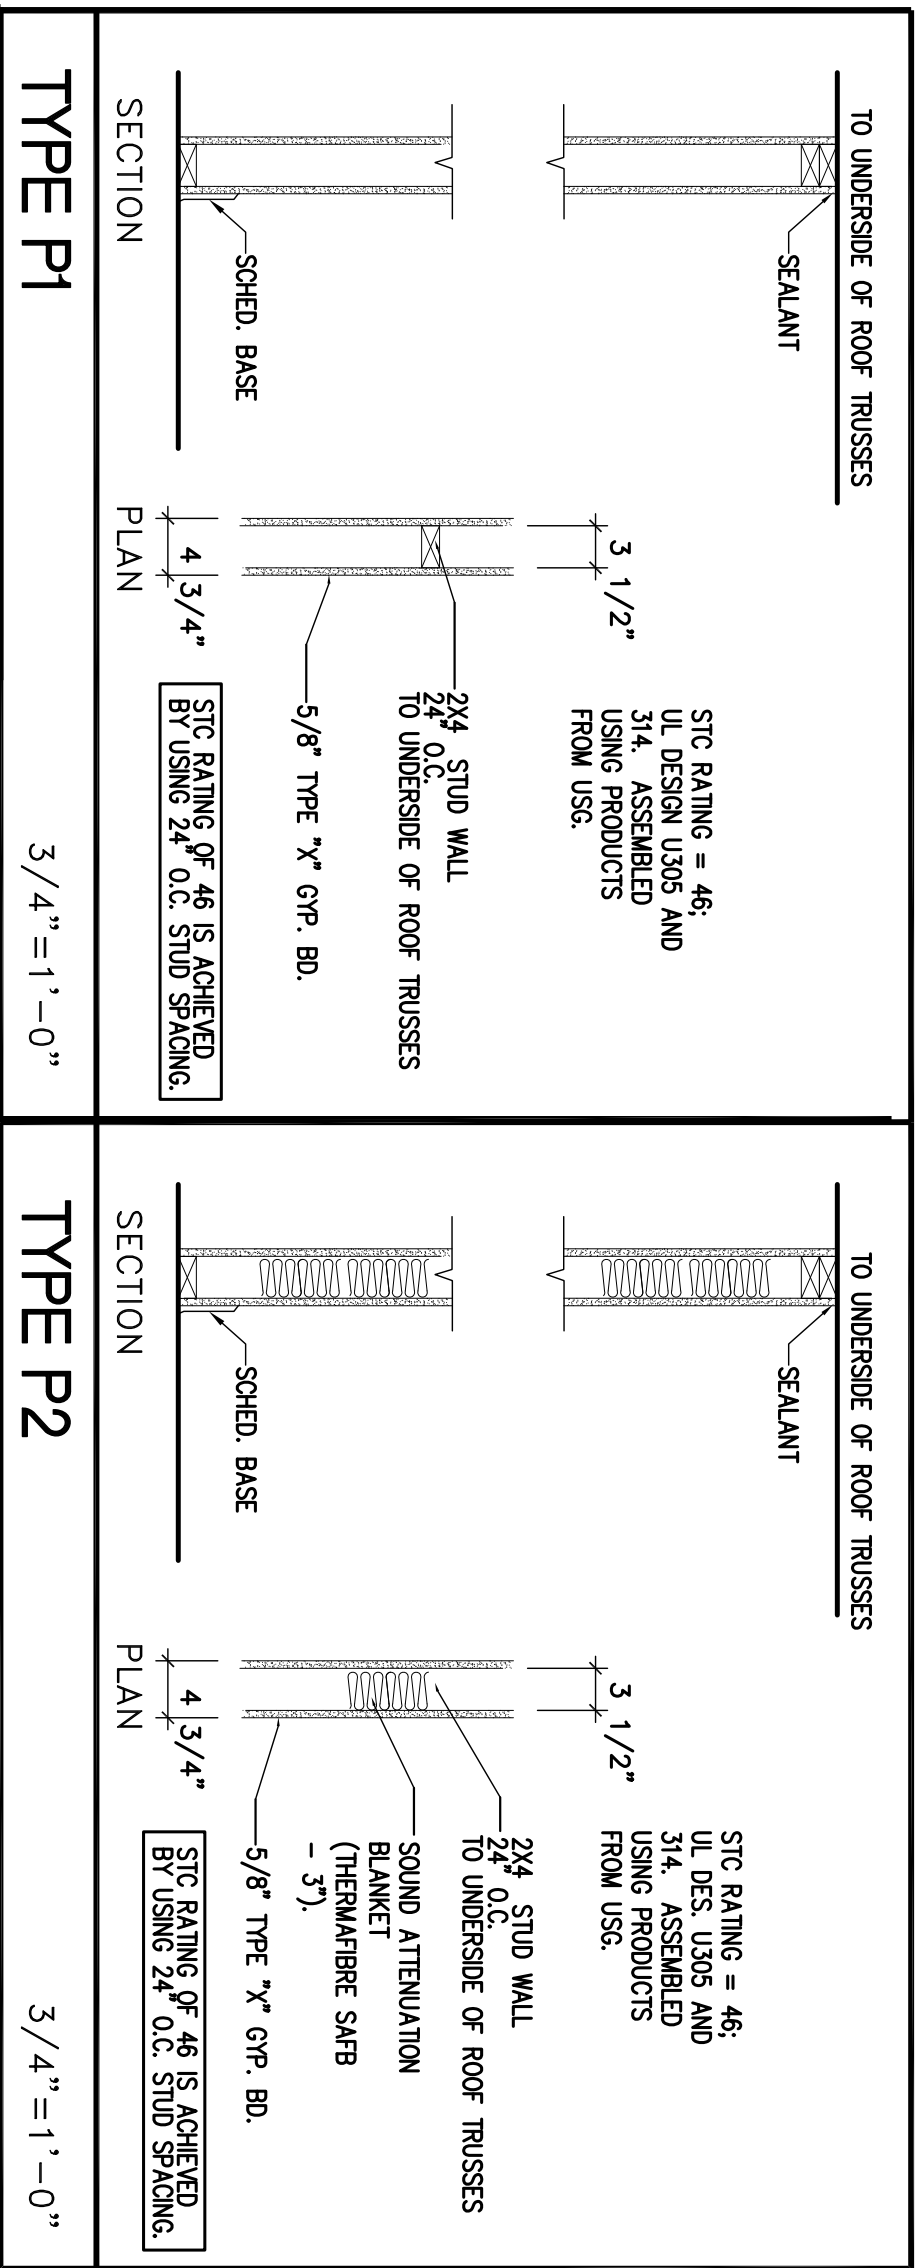 TO UNDERSIDE OF ROOF TRUSSES
SEALANT
SCHED. BASE
SECTION
3 1/2"
STC RATING = 46;
UL DESIGN U305 AND
314. ASSEMBLED
USING PRODUCTS
FROM USG.
2X4 STUD WALL
24" O.C.
TO UNDERSIDE OF ROOF TRUSSES
5/8" TYPE "X" GYP. BD.
4 3/4"
PLAN
STC RATING OF 46 IS ACHIEVED
BY USING 24" O.C. STUD SPACING.
TYPE P1
3/4"=1'-0"
TO UNDERSIDE OF ROOF TRUSSES
SEALANT
SCHED. BASE
SECTION
3 1/2"
STC RATING = 46;
UL DES. U305 AND
314. ASSEMBLED
USING PRODUCTS
FROM USG.
2X4 STUD WALL
24" O.C.
TO UNDERSIDE OF ROOF TRUSSES
SOUND ATTENUATION
BLANKET
(THERMAFIBRE SAFB
- 3").
5/8" TYPE "X" GYP. BD.
4 3/4"
PLAN
STC RATING OF 46 IS ACHIEVED
BY USING 24" O.C. STUD SPACING.
TYPE P2
3/4"=1'-0"